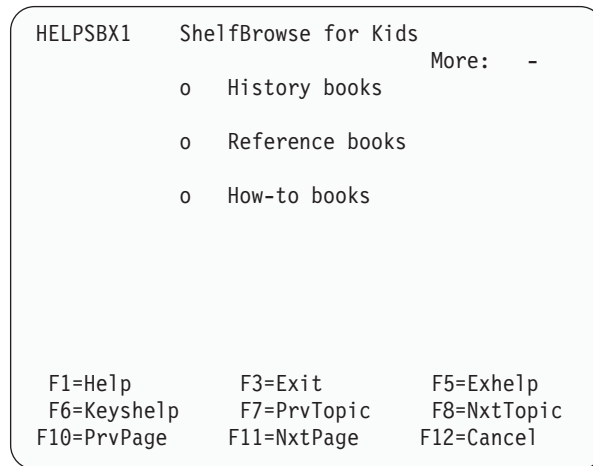 HELPSBX1    ShelfBrowse for Kids
More:   -
o   History books
o   Reference books
o   How-to books
F1=Help   F3=Exit   F5=Exhelp
F6=Keyshelp   F7=PrvTopic   F8=NxtTopic
F10=PrvPage   F11=NxtPage   F12=Cancel